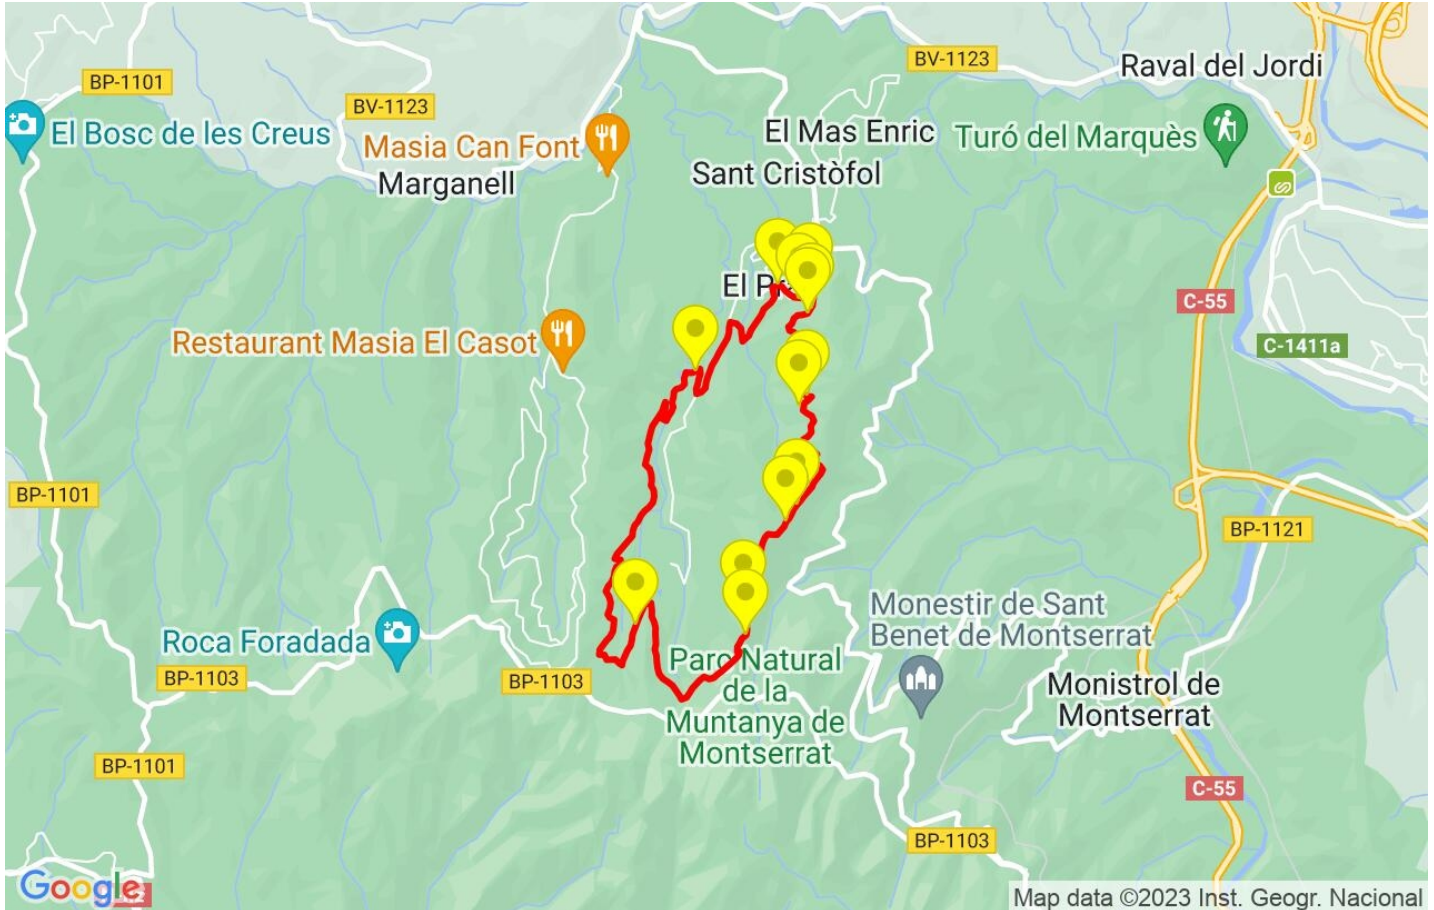 BV-1123
Raval del Jordi
BP-1101
BV-1123
El Bosc de les Creus
El Mas Enric
Turó del Marquès
Masia Can Font
Marganell
Sant Cristòfol
El Pra
C-55
Restaurant Masia El Casot
C-1411a
BP-1101
BP-1121
Monestir de Sant
Benet de Montserrat
Roca Foradada
Parc Natural
de la
Muntanya de
Montserrat
BP-1103
BP-1103
Monistrol de
Montserrat
BP-1101
C-55
BP-1103
Google
Map data ©2023 Inst. Geogr. Nacional